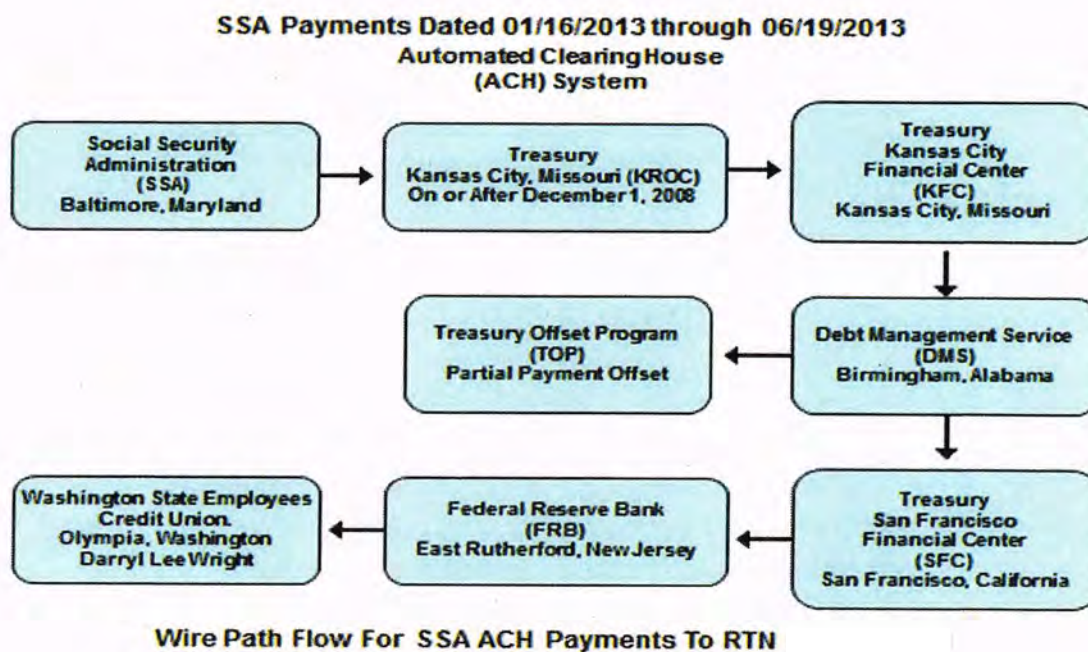 SSA Payments Dated 01/16/2013 through 06/19/2013
Automated ClearingHouse
(ACH) System
Social Security
Administration
(SSA)
Baltimore, Maryland
Treasury
Kansas City, Missouri (KROC)
On or After December 1, 2008
Treasury
Kansas City
Financial Center
(KFC)
Kansas City, Missouri
Debt Management Service
(DMS)
Birmingham, Alabama
Treasury Offset Program
(TOP)
Partial Payment Offset
Treasury
San Francisco
Financial Center
(SFC)
San Francisco, California
Federal Reserve Bank
(FRB)
East Rutherford, New Jersey
Washington State Employees
Credit Union.
Olympia, Washington
Darryl Lee Wright
Wire Path Flow For SSA ACH Payments To RTN